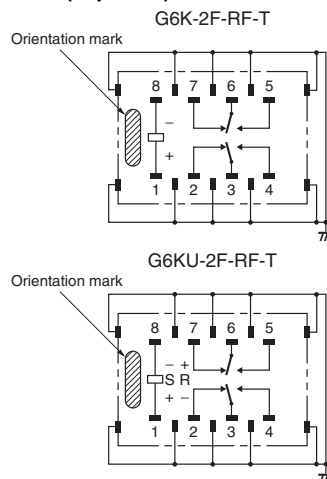 G6K-2F-RF-T
Orientation mark
8 7 6 5
−
+
1 2 3 4
G6KU-2F-RF-T
Orientation mark
8 7 6 5
− +
S R
+ −
1 2 3 4